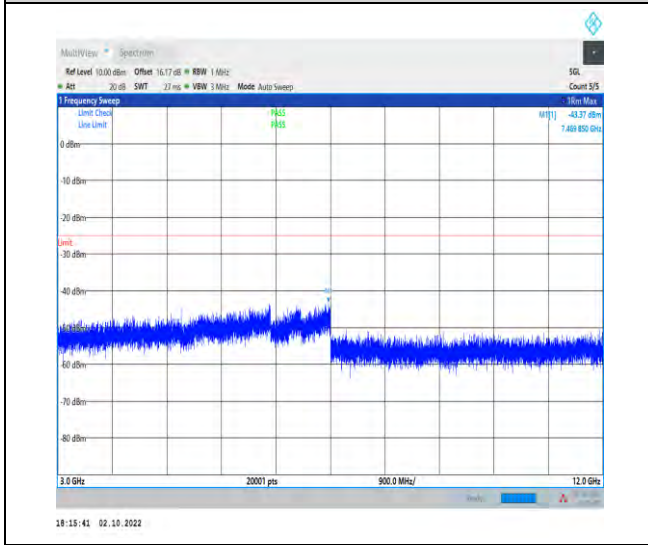 MultiView Spectrum
Ref Level 10.00 dBm Offset 16.17 dB RBW 1 MHz SGL
Att 20 dB SWT 27 ms VBW 3 MHz Mode Auto Sweep Count 5/5
1 Frequency Sweep 1Rm Max
Limit Check PASS M1[1] -43.37 dBm
Line Limit PASS 7.469 850 GHz
0 dBm
-10 dBm
-20 dBm
Limit
-30 dBm
-40 dBm
-60 dBm
-70 dBm
-80 dBm
3.0 GHz 20001 pts 900.0 MHz/ 12.0 GHz
18:15:41 02.10.2022